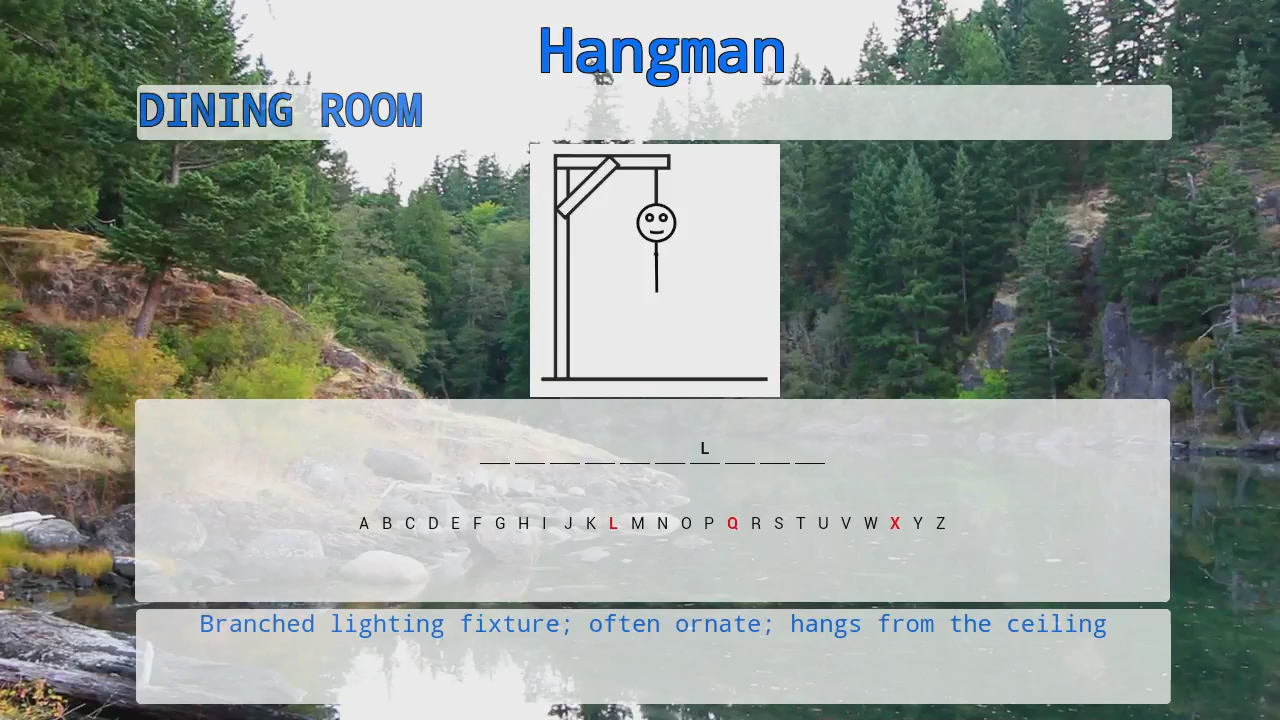 Hangman
DINING ROOM
L
A B C D E F G H I J K L M N O P Q R S T U V W X Y Z
Branched lighting fixture; often ornate; hangs from the ceiling